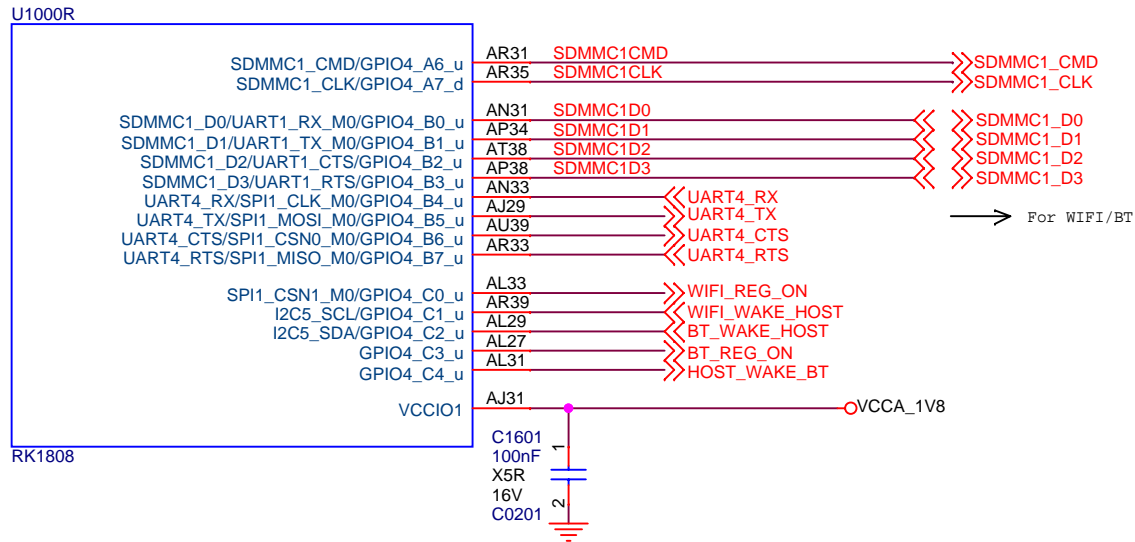 U1000R
SDMMC1_CMD/GPIO4_A6_u AR31 SDMMC1CMD SDMMC1_CMD
SDMMC1_CLK/GPIO4_A7_d AR35 SDMMC1CLK SDMMC1_CLK
SDMMC1_D0/UART1_RX_M0/GPIO4_B0_u AN31 SDMMC1D0 SDMMC1_D0
SDMMC1_D1/UART1_TX_M0/GPIO4_B1_u AP34 SDMMC1D1 SDMMC1_D1
SDMMC1_D2/UART1_CTS/GPIO4_B2_u AT38 SDMMC1D2 SDMMC1_D2
SDMMC1_D3/UART1_RTS/GPIO4_B3_u AP38 SDMMC1D3 SDMMC1_D3
UART4_RX/SPI1_CLK_M0/GPIO4_B4_u AN33 UART4_RX
UART4_TX/SPI1_MOSI_M0/GPIO4_B5_u AJ29 UART4_TX For WIFI/BT
UART4_CTS/SPI1_CSN0_M0/GPIO4_B6_u AU39 UART4_CTS
UART4_RTS/SPI1_MISO_M0/GPIO4_B7_u AR33 UART4_RTS
SPI1_CSN1_M0/GPIO4_C0_u AL33 WIFI_REG_ON
I2C5_SCL/GPIO4_C1_u AR39 WIFI_WAKE_HOST
I2C5_SDA/GPIO4_C2_u AL29 BT_WAKE_HOST
GPIO4_C3_u AL27 BT_REG_ON
GPIO4_C4_u AL31 HOST_WAKE_BT
VCCIO1 AJ31 VCCA_1V8
RK1808
C1601 1
100nF
X5R
16V 2
C0201